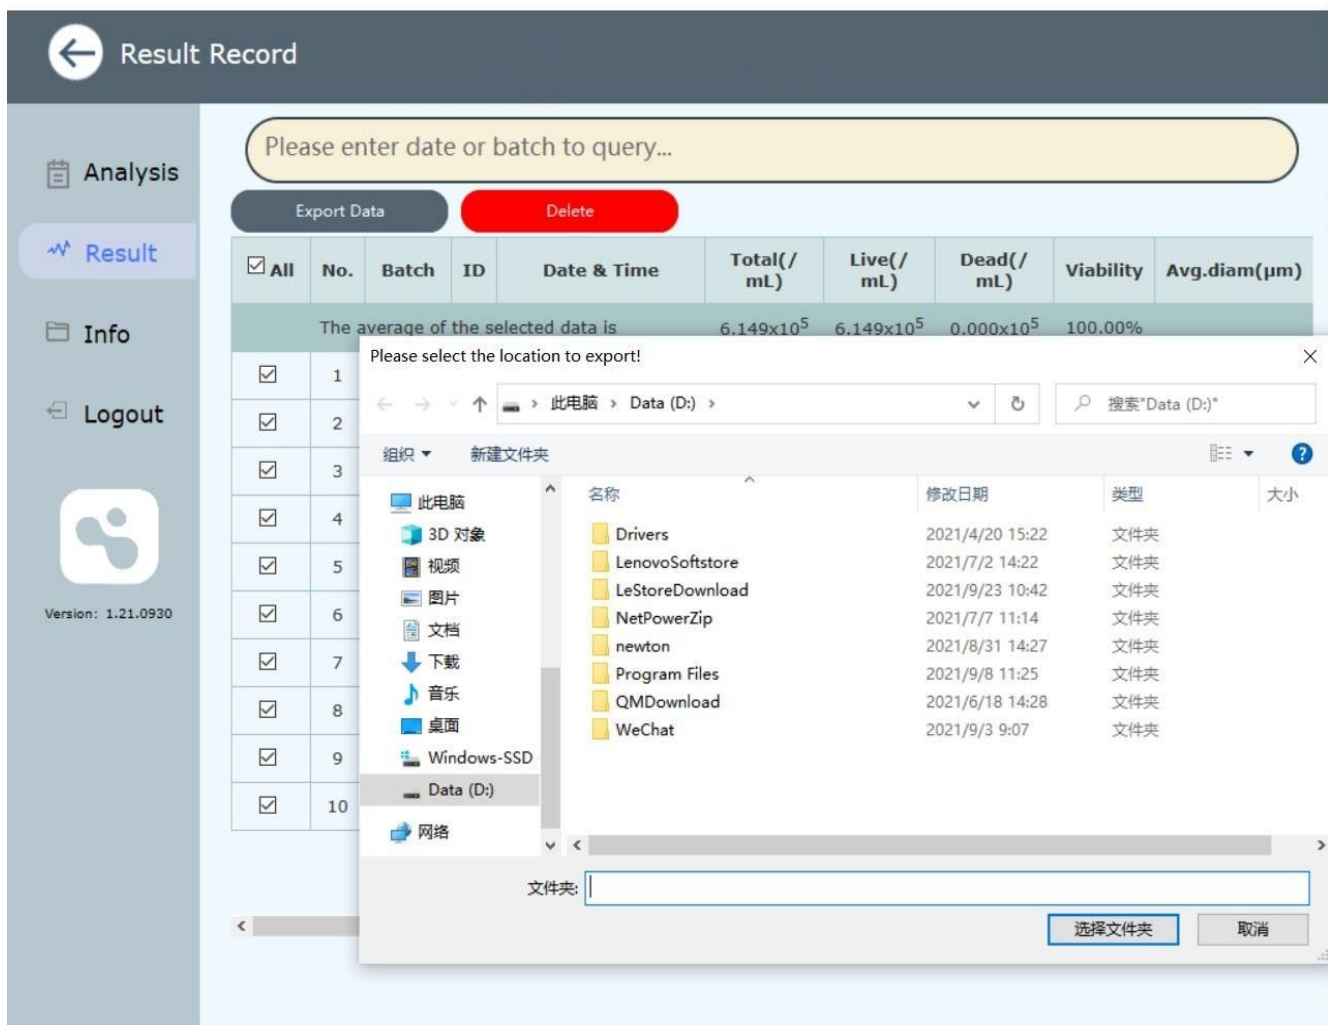 Result Record
Analysis
Result
Info
Logout
Version: 1.21.0930
Please enter date or batch to query...
Export Data
Delete
All No. Batch ID Date & Time Total(/mL) Live(/mL) Dead(/mL) Viability Avg.diam(μm)
The average of the selected data is 6.149x10⁵ 6.149x10⁵ 0.000x10⁵ 100.00%
1
2
3
4
5
6
7
8
9
10
Please select the location to export!
此电脑 › Data (D:) ›
搜索"Data (D:)"
组织 新建文件夹
此电脑
3D 对象
视频
图片
文档
下载
音乐
桌面
Windows-SSD
Data (D:)
网络
名称 修改日期 类型 大小
Drivers 2021/4/20 15:22 文件夹
LenovoSoftstore 2021/7/2 14:22 文件夹
LeStoreDownload 2021/9/23 10:42 文件夹
NetPowerZip 2021/7/7 11:14 文件夹
newton 2021/8/31 14:27 文件夹
Program Files 2021/9/8 11:25 文件夹
QMDownload 2021/6/18 14:28 文件夹
WeChat 2021/9/3 9:07 文件夹
文件夹:
选择文件夹 取消